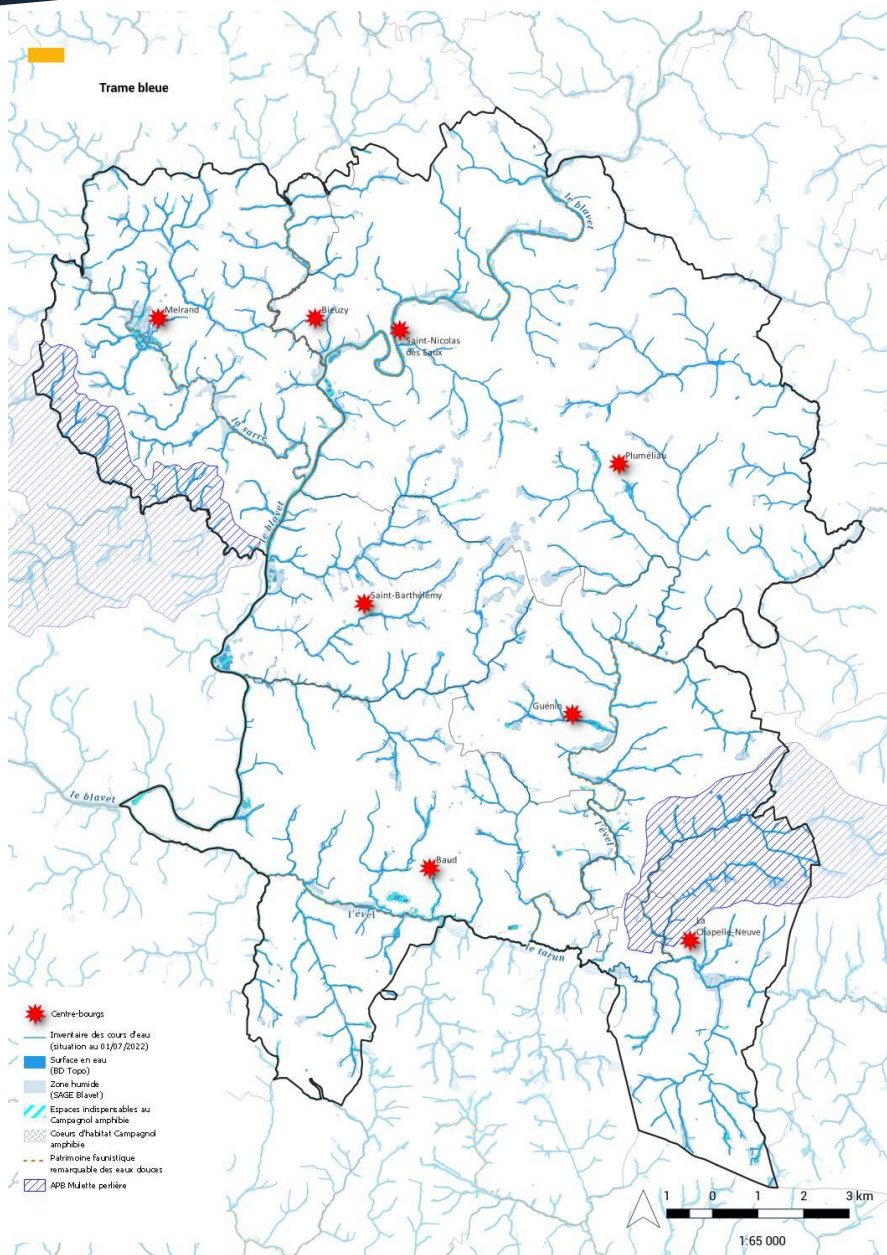 Trame bleue
le blavet
Melrand
Bieuzy
Saint-Nicolas
des Eaux
la sarre
Pluméliau
le blavet
Saint-Barthélemy
Guénin
le blavet
l'ével
Baud
l'ével
La
Chapelle-Neuve
le tarun
Centre-bourgs
Inventaire des cours d'eau
(situation au 01/07/2022)
Surface en eau
(BD Topo)
Zone humide
(SAGE Blavet)
Espaces indispensables au
Campagnol amphibie
Coeurs d'habitat Campagnol
amphibie
Patrimoine faunistique
remarquable des eaux douces
APB Mulette perlière
1 0 1 2 3 km
1:65 000